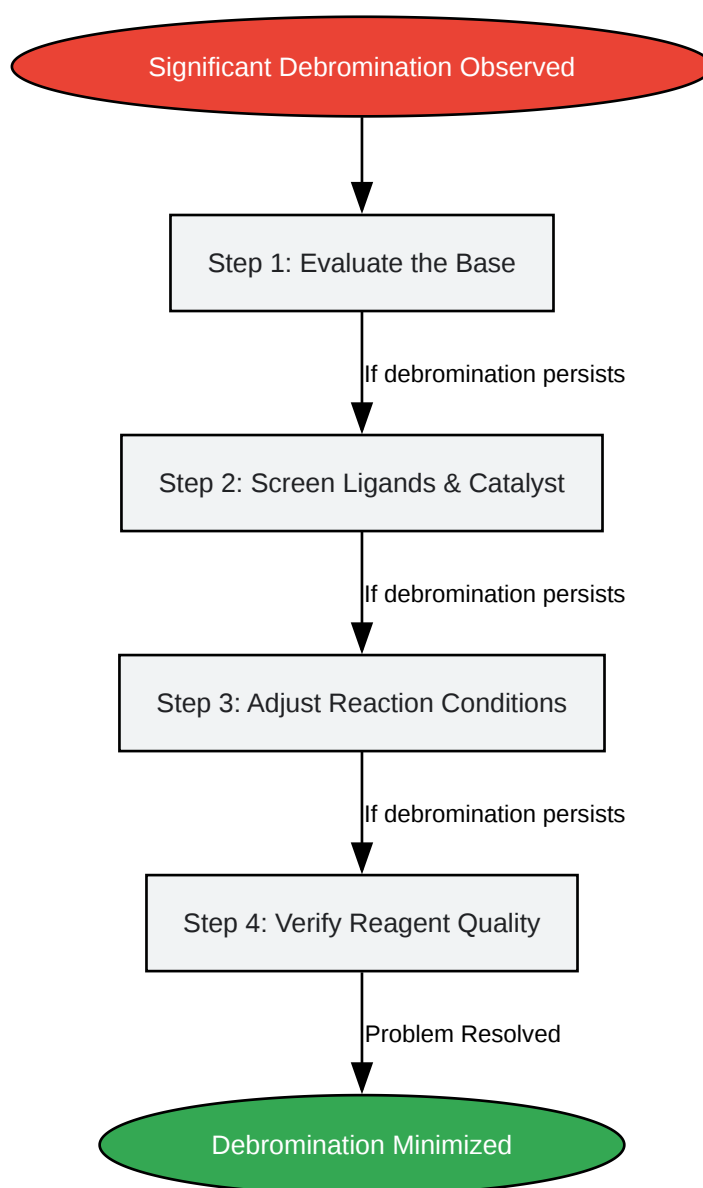 Significant Debromination Observed
Step 1: Evaluate the Base
If debromination persists
Step 2: Screen Ligands & Catalyst
If debromination persists
Step 3: Adjust Reaction Conditions
If debromination persists
Step 4: Verify Reagent Quality
Problem Resolved
Debromination Minimized